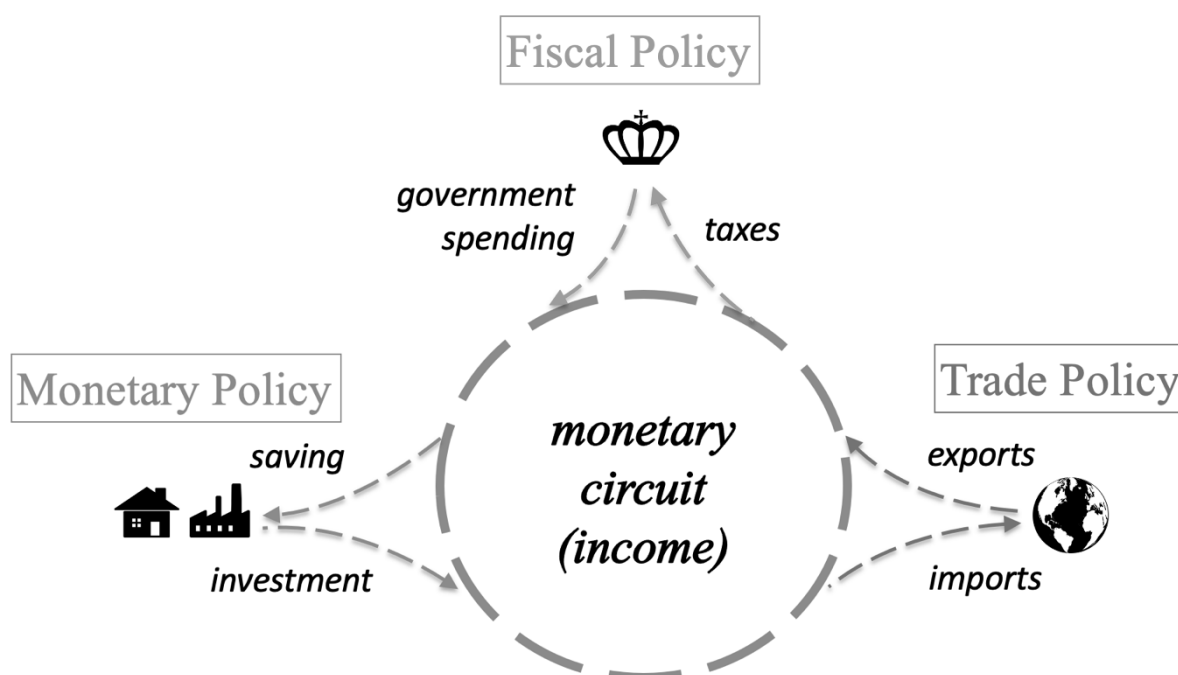 Fiscal Policy
government
spending
taxes
Monetary Policy
Trade Policy
saving
investment
monetary
circuit
(income)
exports
imports